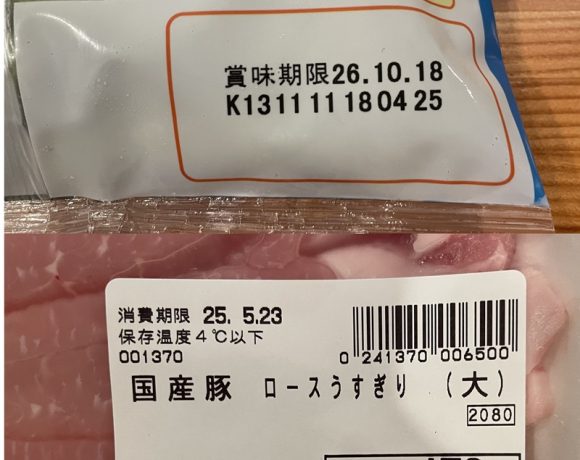 賞味期限26.10.18
K1311 11 18 04 25
消費期限 25. 5.23
保存温度4℃以下
001370
0 241370 006500
国産豚 ロースうすぎり (大)
2080